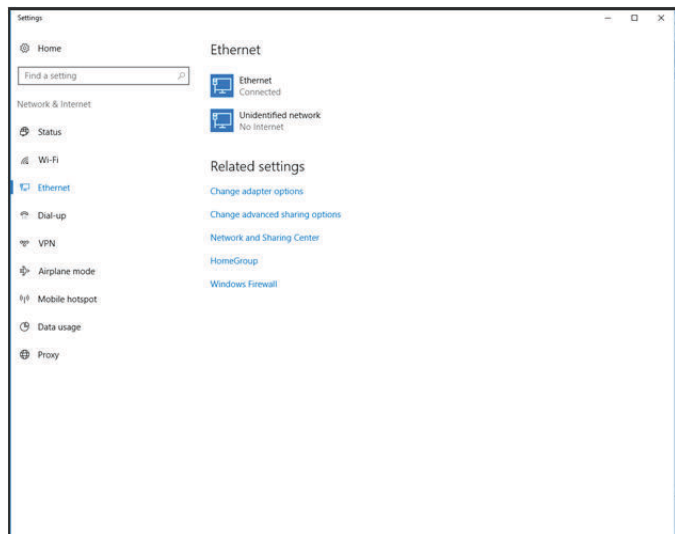 Settings
Home
Find a setting
Network & Internet
Status
Wi-Fi
Ethernet
Dial-up
VPN
Airplane mode
Mobile hotspot
Data usage
Proxy
Ethernet
Ethernet
Connected
Unidentified network
No Internet
Related settings
Change adapter options
Change advanced sharing options
Network and Sharing Center
HomeGroup
Windows Firewall